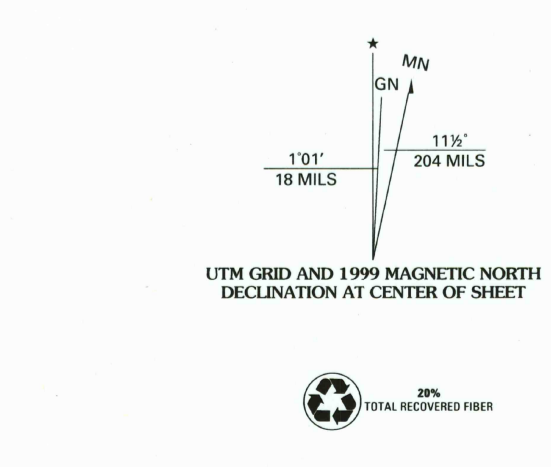 ★
MN
GN
11½°
204 MILS
1°01′
18 MILS
UTM GRID AND 1999 MAGNETIC NORTH
DECLINATION AT CENTER OF SHEET
20%
TOTAL RECOVERED FIBER